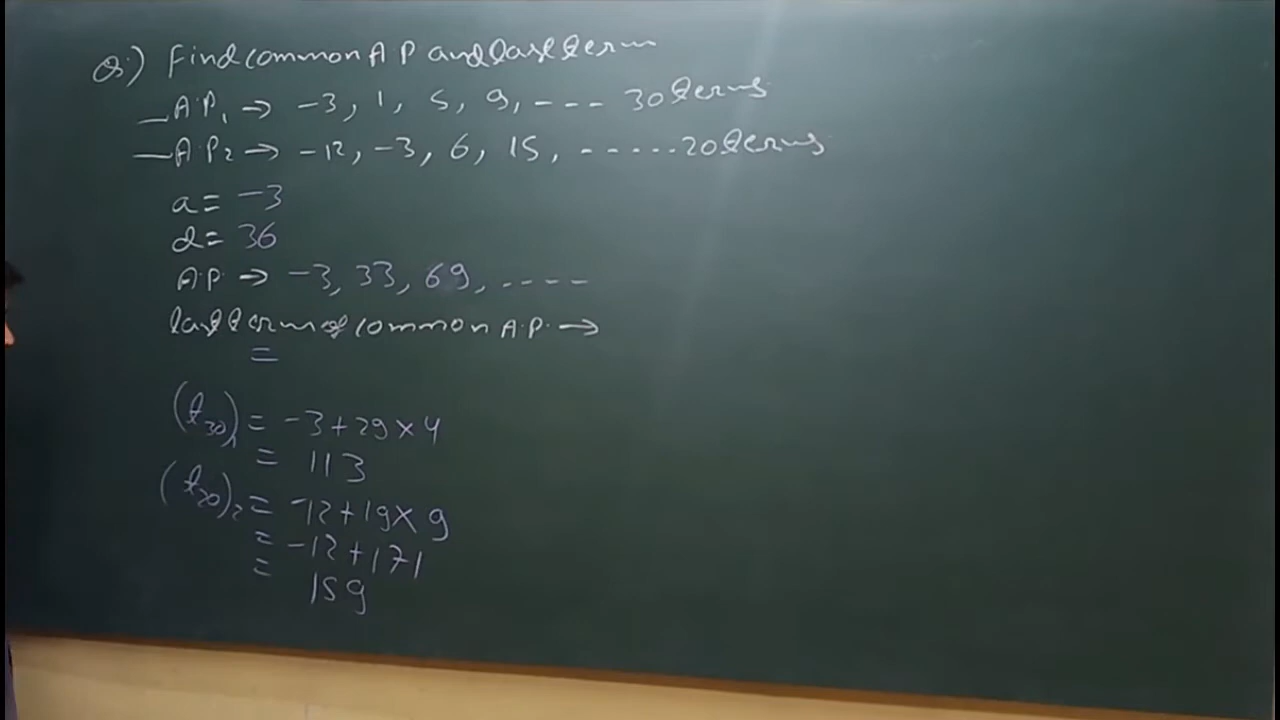 Q.) Find common A P and last term
A.P.₁ → -3, 1, 5, 9, ---- 30 terms
A.P₂ → -12, -3, 6, 15, ------20 terms
a = -3
d = 36
A.P. → -3, 33, 69, ----
last term of common A.P. →
=
(t₃₀)₁ = -3+29×4
= 113
(t₂₀)₂ = -12+19×9
= -12+171
= 159